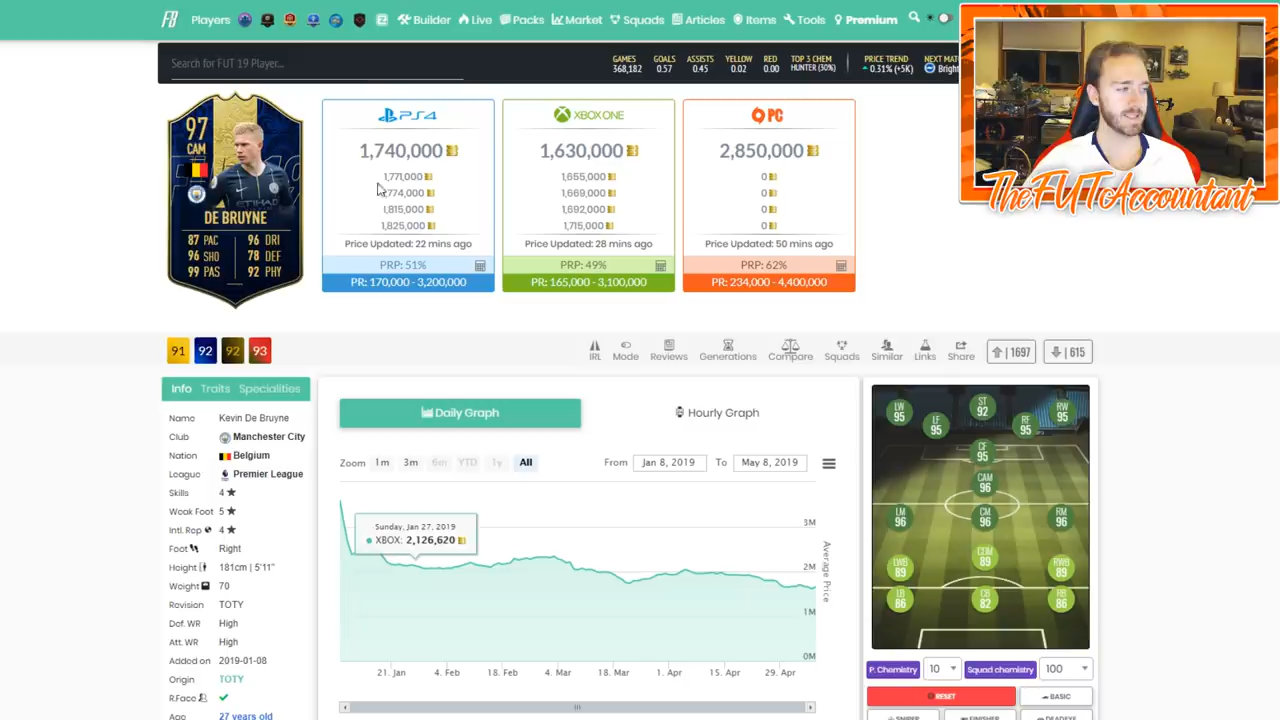 F8 Players Builder Live Packs Market Squads Articles Items Tools Premium
Search for FUT 19 Player...
GAMES 368,182 GOALS 0.57 ASSISTS 0.45 YELLOW 0.02 RED 0.00 TOP 3 CHEM HUNTER (30%) PRICE TREND 0.31% (+5K) NEXT MAT Bright
TheFUTAccountant
97
CAM
DE BRUYNE
87 PAC 96 DRI
96 SHO 78 DEF
99 PAS 92 PHY
PS4
1,740,000
1,771,000
,774,000
1,815,000
1,825,000
Price Updated: 22 mins ago
PRP: 51%
PR: 170,000 - 3,200,000
XBOX ONE
1,630,000
1,655,000
1,669,000
1,692,000
1,715,000
Price Updated: 28 mins ago
PRP: 49%
PR: 165,000 - 3,100,000
PC
2,850,000
0
0
0
0
Price Updated: 50 mins ago
PRP: 62%
PR: 234,000 - 4,400,000
91 92 92 93
IRL Mode Reviews Generations Compare Squads Similar Links Share 1697 615
Info Traits Specialities
Name Kevin De Bruyne
Club Manchester City
Nation Belgium
League Premier League
Skills 4
Weak Foot 5
Intl. Rep 4
Foot Right
Height 181cm | 5'11"
Weight 70
Revision TOTY
Def. WR High
Att. WR High
Added on 2019-01-08
Origin TOTY
R.Face
Age 27 years old
Daily Graph Hourly Graph
Zoom 1m 3m 6m YTD 1y All From Jan 8, 2019 To May 8, 2019
Sunday, Jan 27, 2019
XBOX: 2,126,620
3M
2M
1M
0M
Average Price
21. Jan 4. Feb 18. Feb 4. Mar 18. Mar 1. Apr 15. Apr 29. Apr
ST 92
LW 95 RW 95
LF 95 RF 95
CF 95
CAM 96
LM 96 CM 96 RM 96
CDM 89
LWB 89 RWB 89
LB 86 CB 82 RB 86
P. Chemistry 10 Squad chemistry 100
RESET BASIC
SNIPER FINISHER DEADEYE